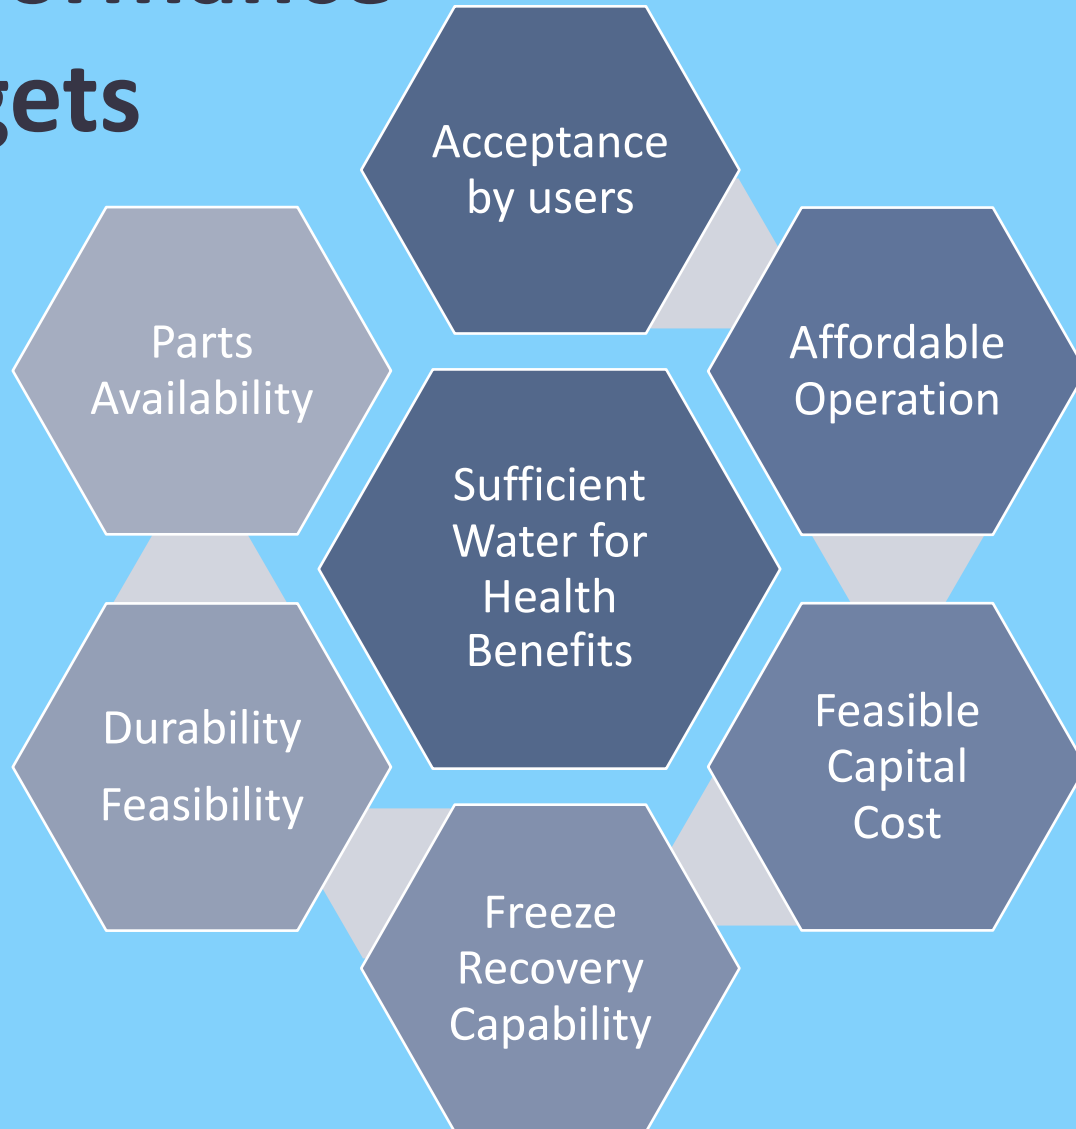 ormance
gets
Acceptance
by users
Affordable
Operation
Feasible
Capital
Cost
Freeze
Recovery
Capability
Durability
Feasibility
Parts
Availability
Sufficient
Water for
Health
Benefits